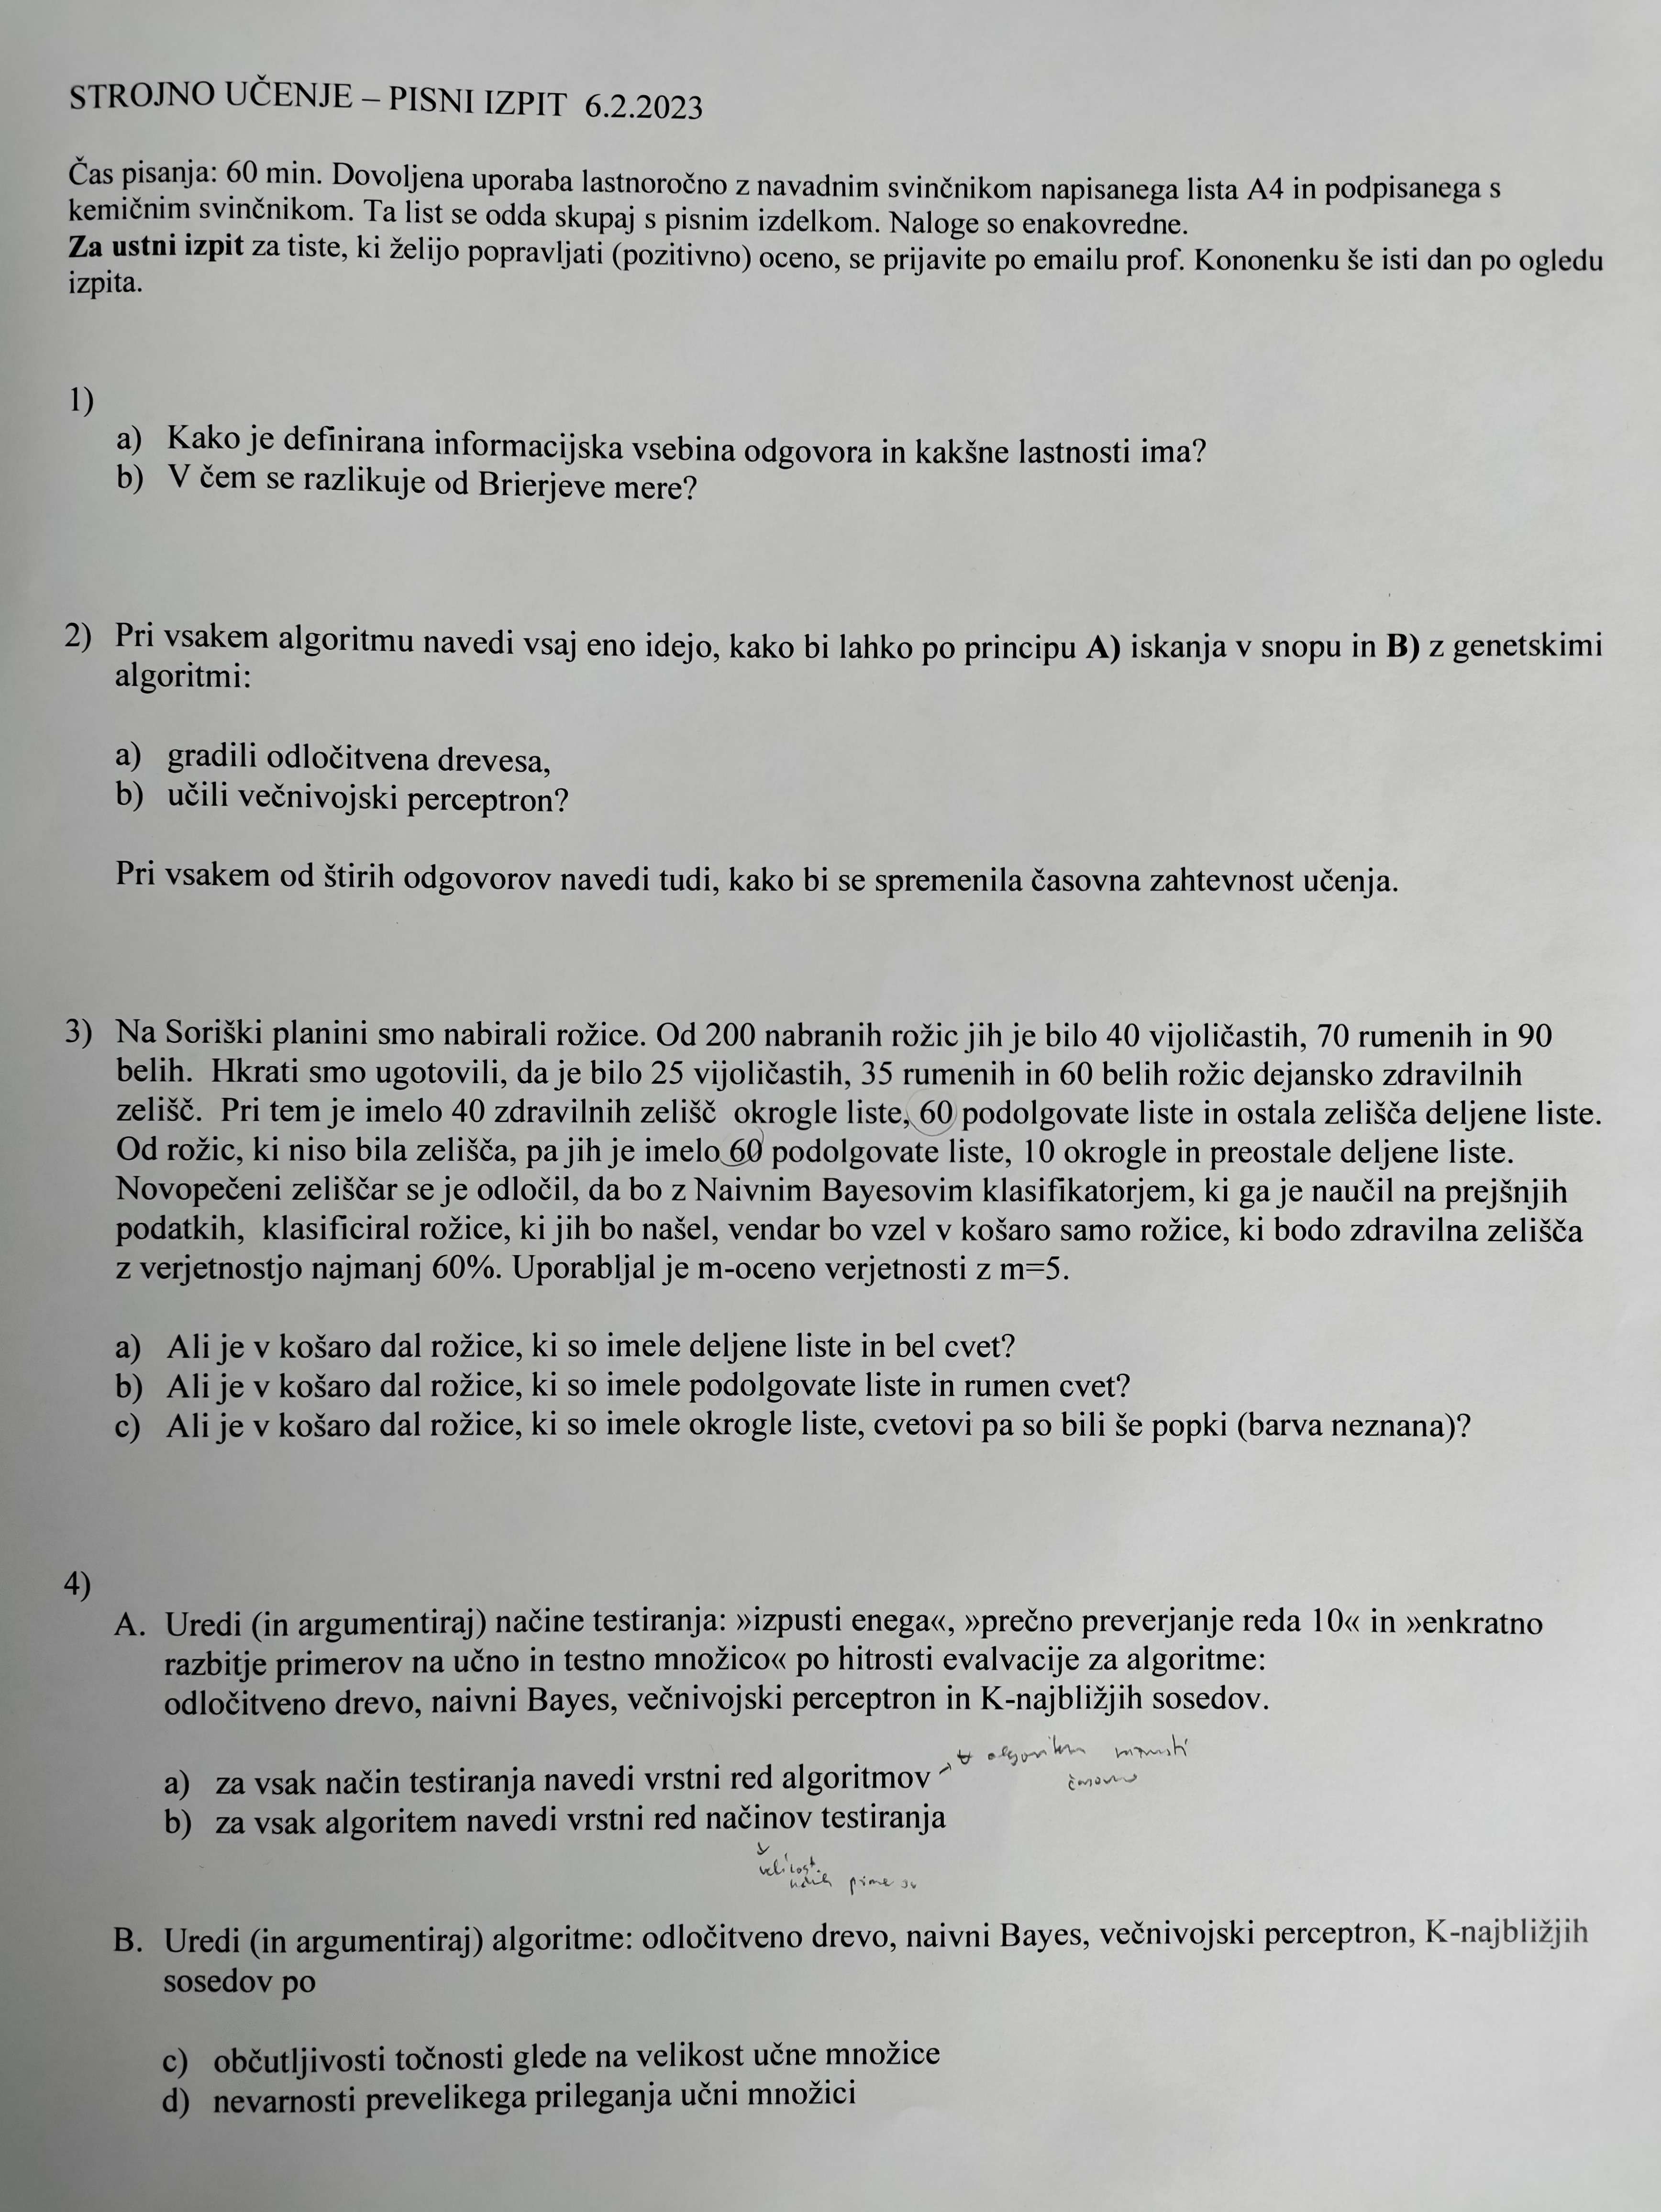 STROJNO UČENJE – PISNI IZPIT 6.2.2023
Čas pisanja: 60 min. Dovoljena uporaba lastnoročno z navadnim svinčnikom napisanega lista A4 in podpisanega s
kemičnim svinčnikom. Ta list se odda skupaj s pisnim izdelkom. Naloge so enakovredne.
Za ustni izpit za tiste, ki želijo popravljati (pozitivno) oceno, se prijavite po emailu prof. Kononenku še isti dan po ogledu
izpita.
1)
a) Kako je definirana informacijska vsebina odgovora in kakšne lastnosti ima?
b) V čem se razlikuje od Brierjeve mere?
2) Pri vsakem algoritmu navedi vsaj eno idejo, kako bi lahko po principu A) iskanja v snopu in B) z genetskimi
algoritmi:
a) gradili odločitvena drevesa,
b) učili večnivojski perceptron?
Pri vsakem od štirih odgovorov navedi tudi, kako bi se spremenila časovna zahtevnost učenja.
3) Na Soriški planini smo nabirali rožice. Od 200 nabranih rožic jih je bilo 40 vijoličastih, 70 rumenih in 90
belih. Hkrati smo ugotovili, da je bilo 25 vijoličastih, 35 rumenih in 60 belih rožic dejansko zdravilnih
zelišč. Pri tem je imelo 40 zdravilnih zelišč okrogle liste, 60 podolgovate liste in ostala zelišča deljene liste.
Od rožic, ki niso bila zelišča, pa jih je imelo 60 podolgovate liste, 10 okrogle in preostale deljene liste.
Novopečeni zeliščar se je odločil, da bo z Naivnim Bayesovim klasifikatorjem, ki ga je naučil na prejšnjih
podatkih, klasificiral rožice, ki jih bo našel, vendar bo vzel v košaro samo rožice, ki bodo zdravilna zelišča
z verjetnostjo najmanj 60%. Uporabljal je m-oceno verjetnosti z m=5.
a) Ali je v košaro dal rožice, ki so imele deljene liste in bel cvet?
b) Ali je v košaro dal rožice, ki so imele podolgovate liste in rumen cvet?
c) Ali je v košaro dal rožice, ki so imele okrogle liste, cvetovi pa so bili še popki (barva neznana)?
4)
A. Uredi (in argumentiraj) načine testiranja: »izpusti enega«, »prečno preverjanje reda 10« in »enkratno
razbitje primerov na učno in testno množico« po hitrosti evalvacije za algoritme:
odločitveno drevo, naivni Bayes, večnivojski perceptron in K-najbližjih sosedov.
a) za vsak način testiranja navedi vrstni red algoritmov → ∀ algoritem
b) za vsak algoritem navedi vrstni red načinov testiranja
B. Uredi (in argumentiraj) algoritme: odločitveno drevo, naivni Bayes, večnivojski perceptron, K-najbližjih
sosedov po
c) občutljivosti točnosti glede na velikost učne množice
d) nevarnosti prevelikega prileganja učni množici